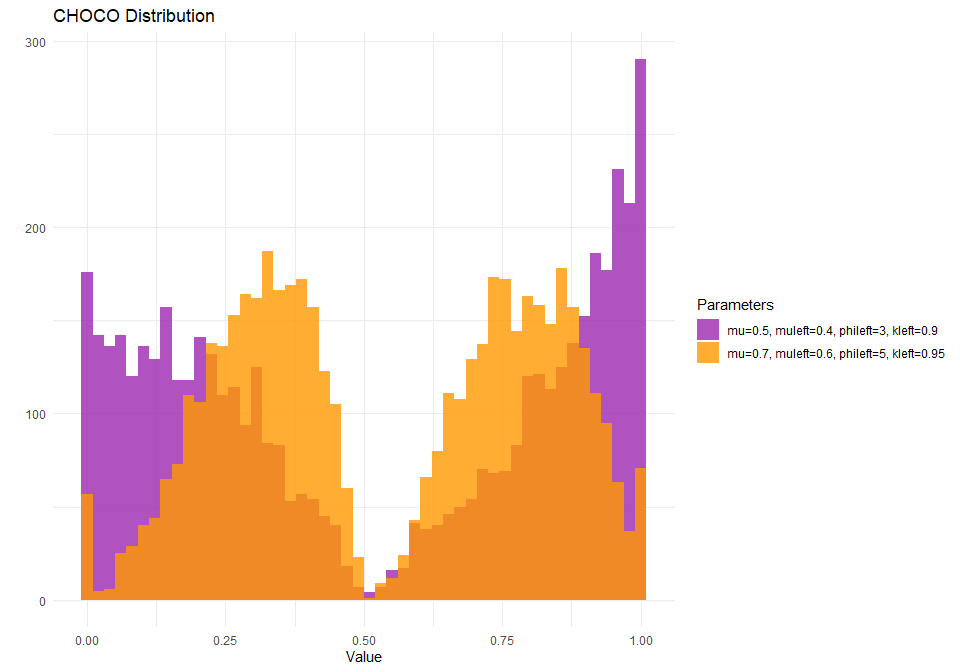 CHOCO Distribution
300
200
100
0
0.00 0.25 0.50 0.75 1.00
Value
Parameters
mu=0.5, muleft=0.4, phileft=3, kleft=0.9
mu=0.7, muleft=0.6, phileft=5, kleft=0.95